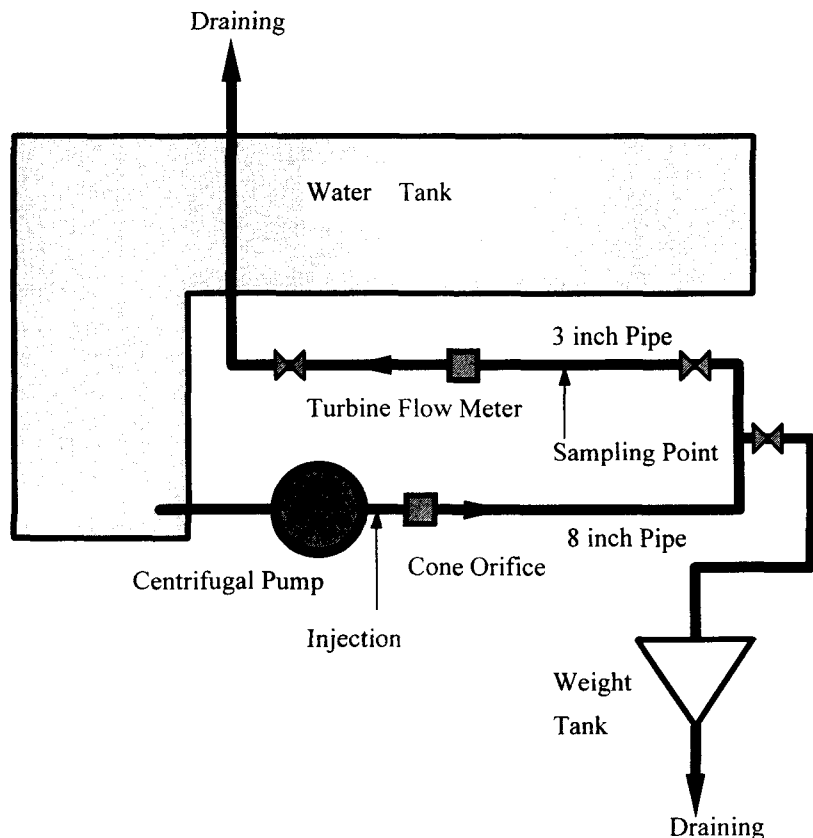 Draining
Water Tank
3 inch Pipe
Turbine Flow Meter
Sampling Point
8 inch Pipe
Centrifugal Pump
Cone Orifice
Injection
Weight
Tank
Draining